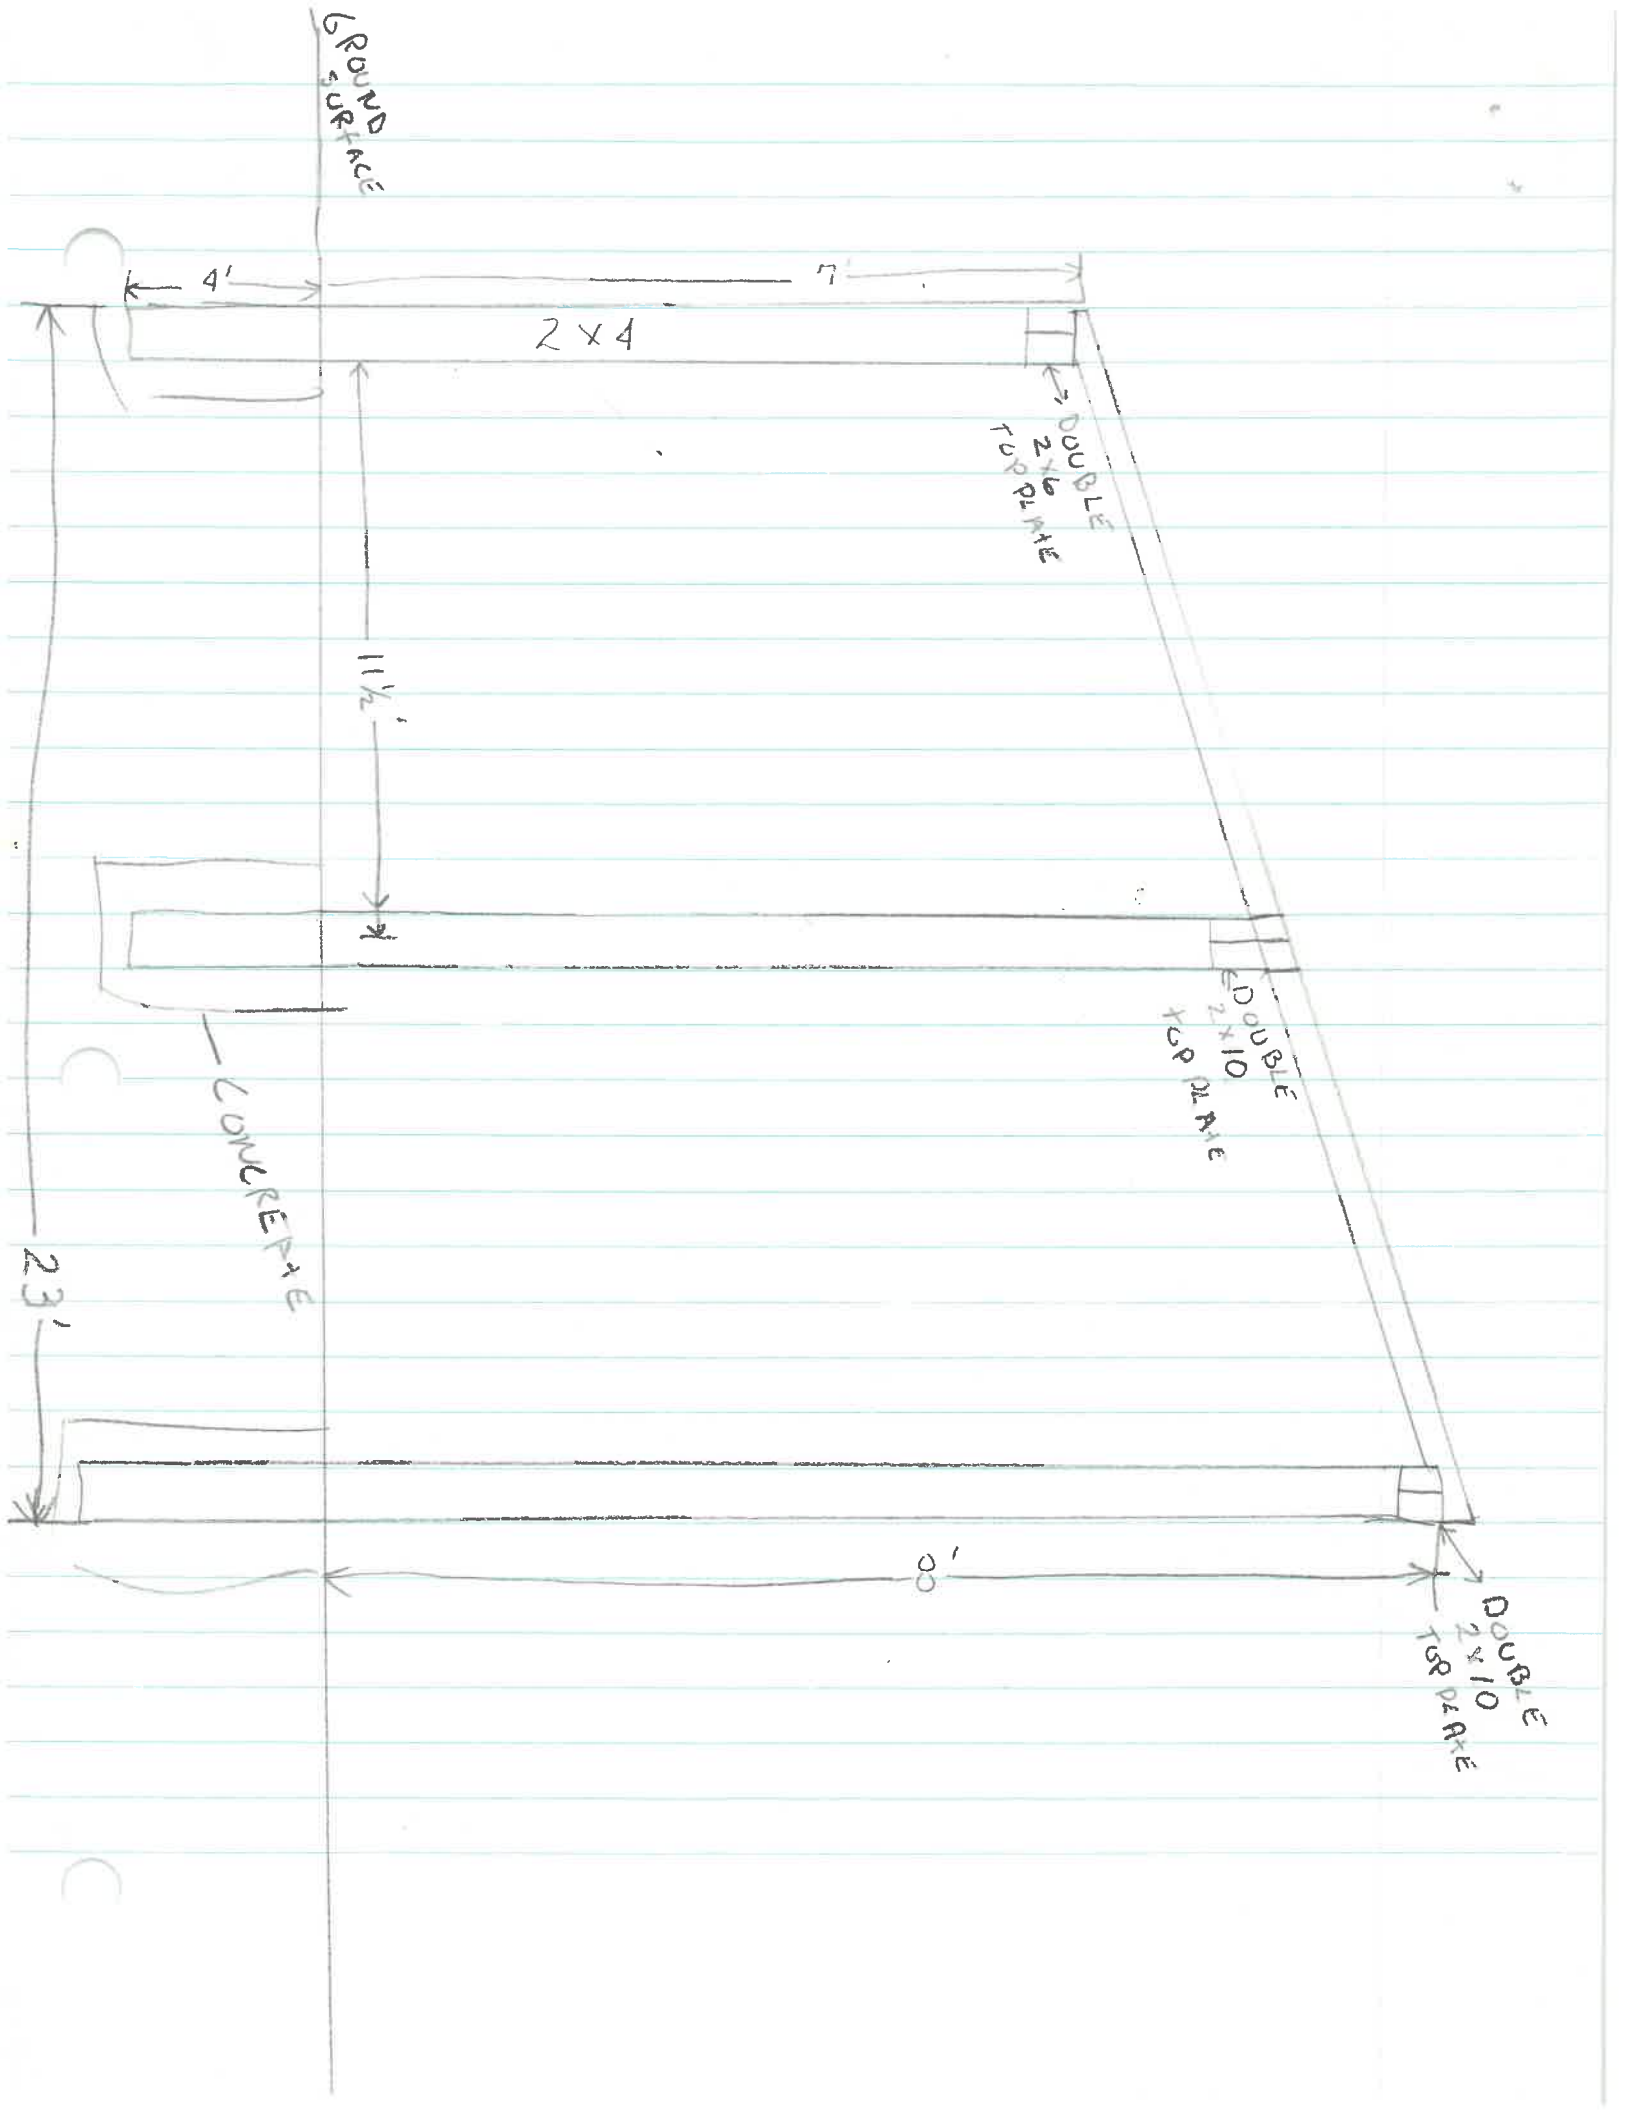 GROUND
SURFACE
4'
7'
2 X 4
DOUBLE
2 X 6
TOP PLATE
11½'
DOUBLE
2 X 10
TOP PLATE
CONCRETE
23'
8'
DOUBLE
2 X 10
TOP PLATE